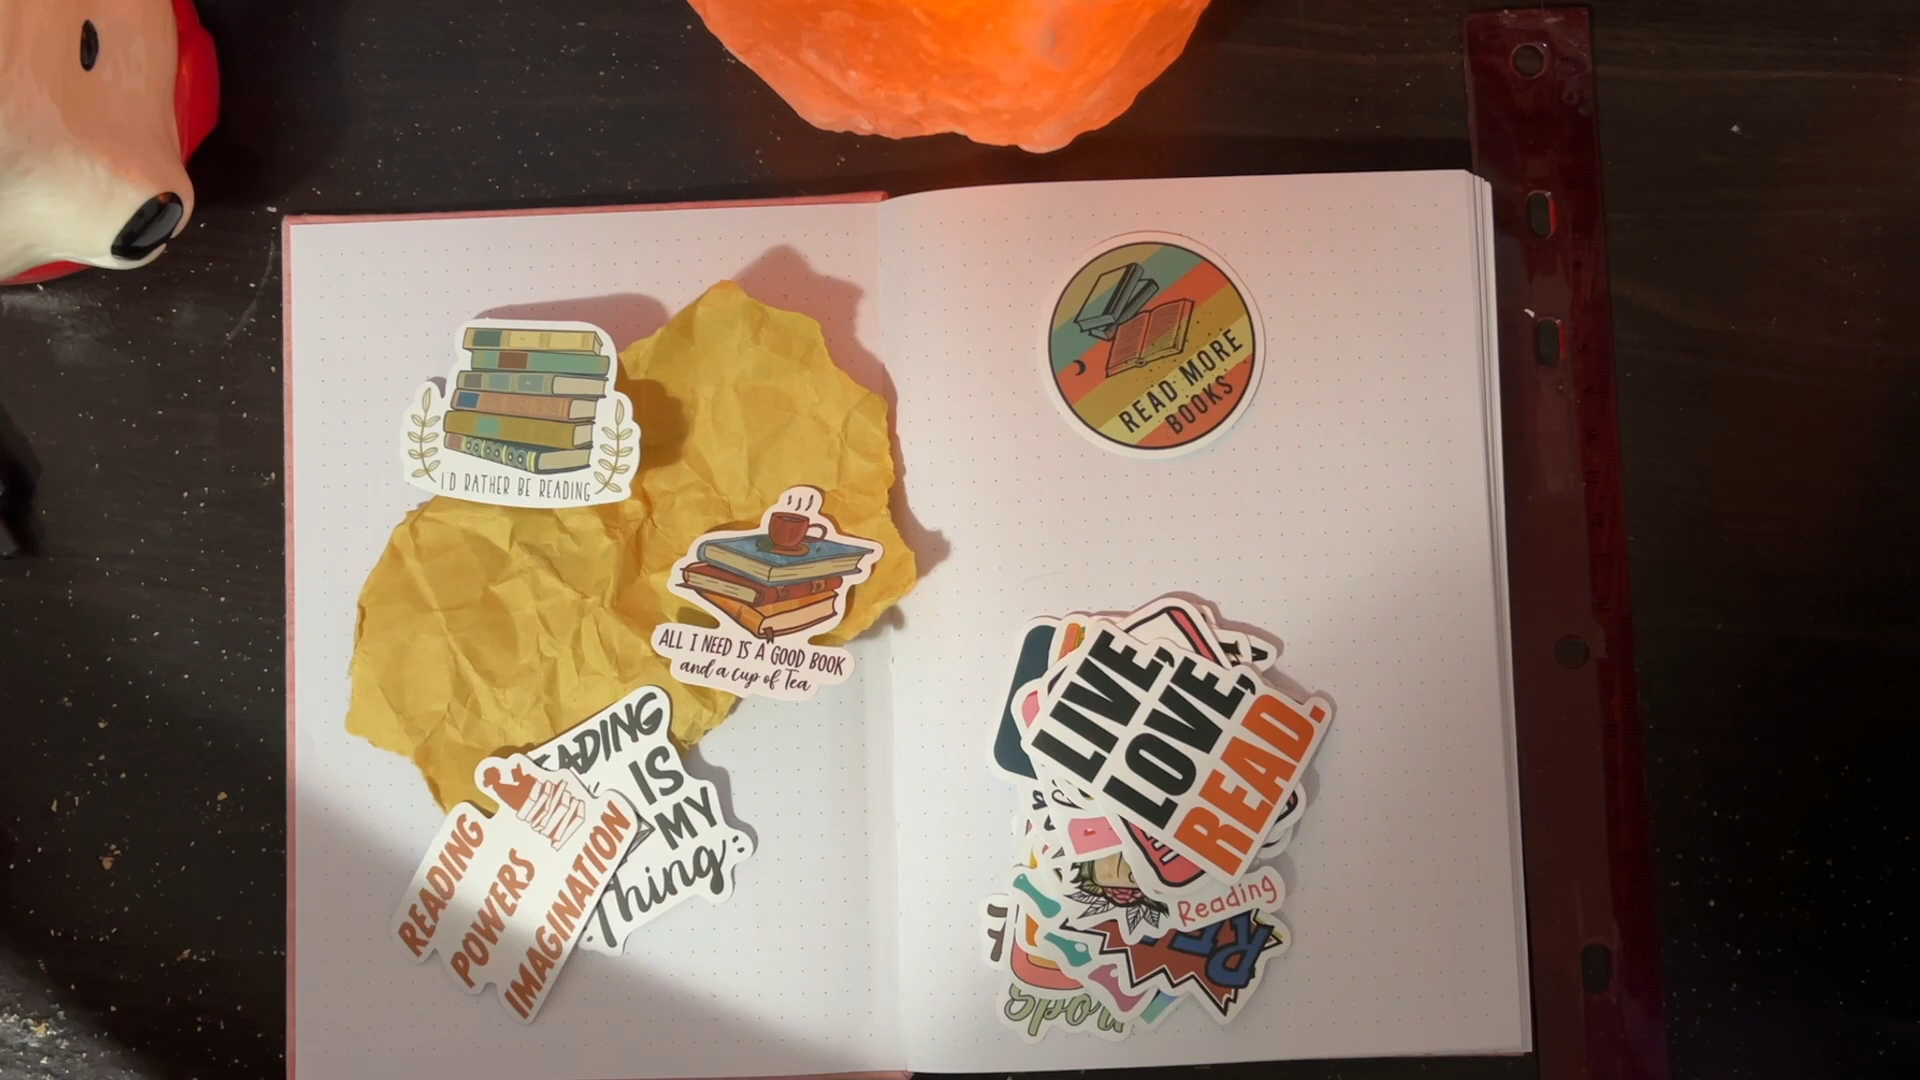 I'D RATHER BE READING
ALL I NEED IS A GOOD BOOK
and a cup of Tea
READING
IS
MY
Thing
READING
POWERS
IMAGINATION
READ MORE
BOOKS
LIVE,
LOVE,
READ.
Reading